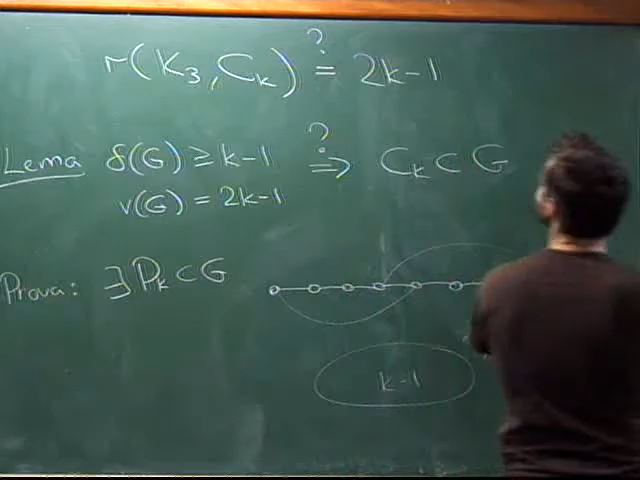 ?
r(K₃, Cₖ) = 2k-1
?
Lema δ(G) ≥ k-1 ⟹ Cₖ ⊂ G
v(G) = 2k-1
Prova: ∃ Pₖ ⊂ G
k-1